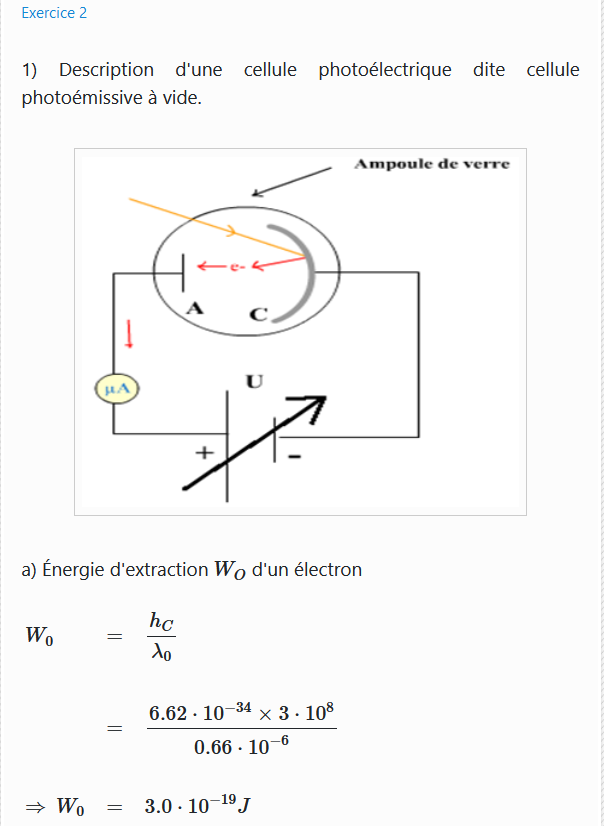 Exercice 2
1) Description d'une cellule photoélectrique dite cellule
photoémissive à vide.
Ampoule de verre
e-
A
C
μA
U
+
-
a) Énergie d'extraction W_O d'un électron
W_0 = h_C / λ_0
= 6.62 · 10^{-34} × 3 · 10^8 / 0.66 · 10^{-6}
⇒ W_0 = 3.0 · 10^{-19} J